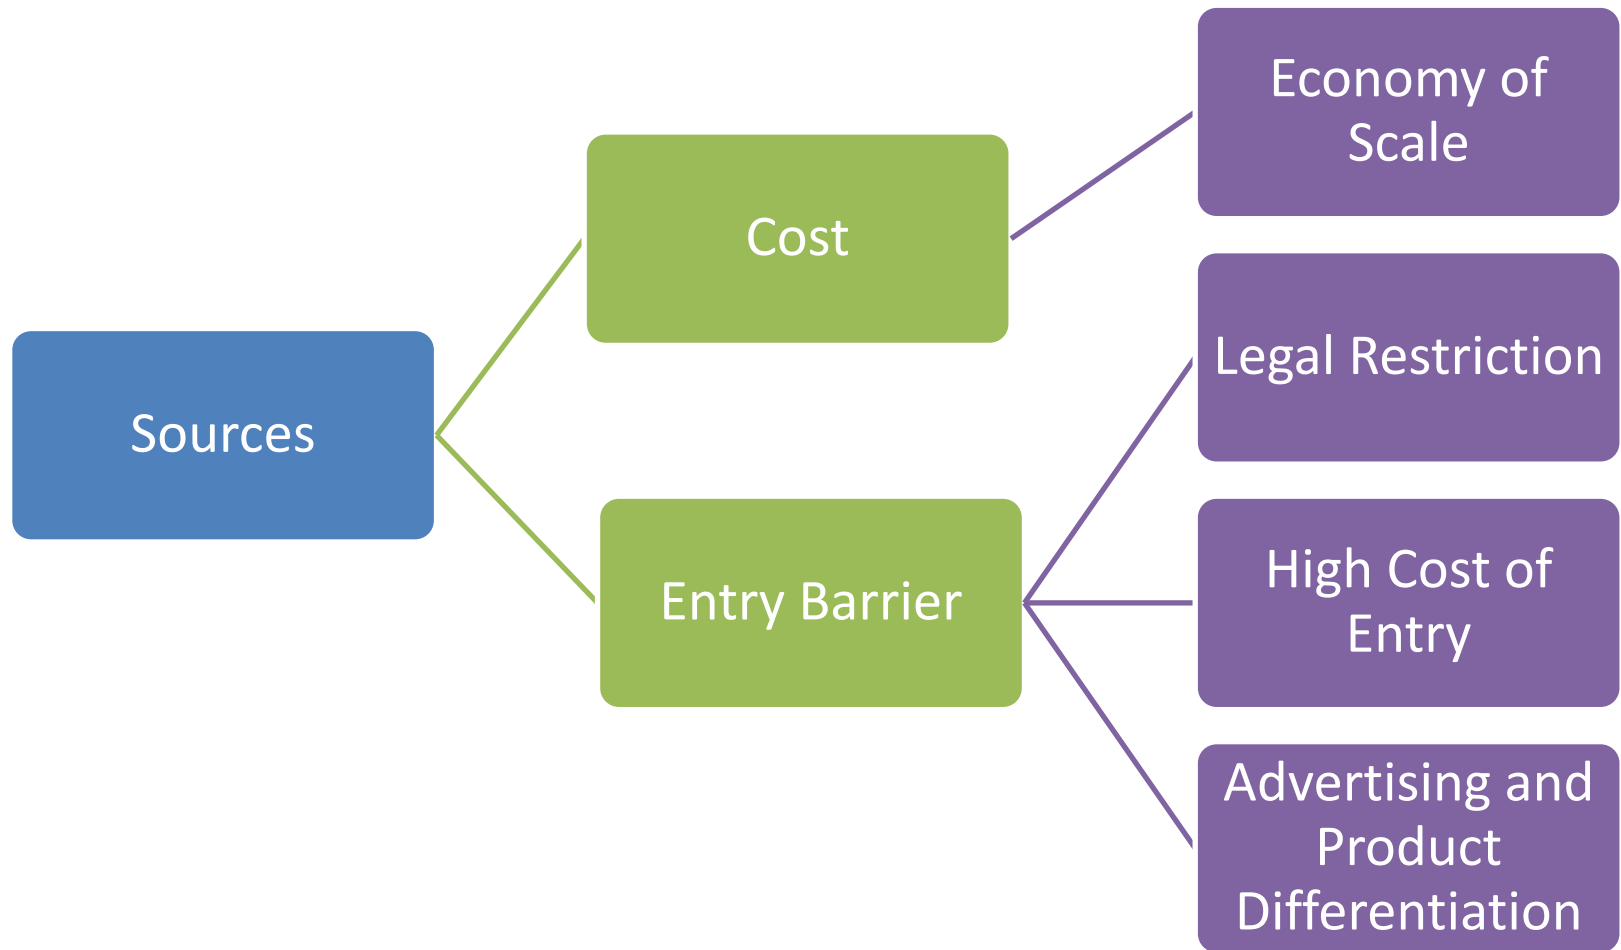 Sources
Cost
Entry Barrier
Economy of
Scale
Legal Restriction
High Cost of
Entry
Advertising and
Product
Differentiation